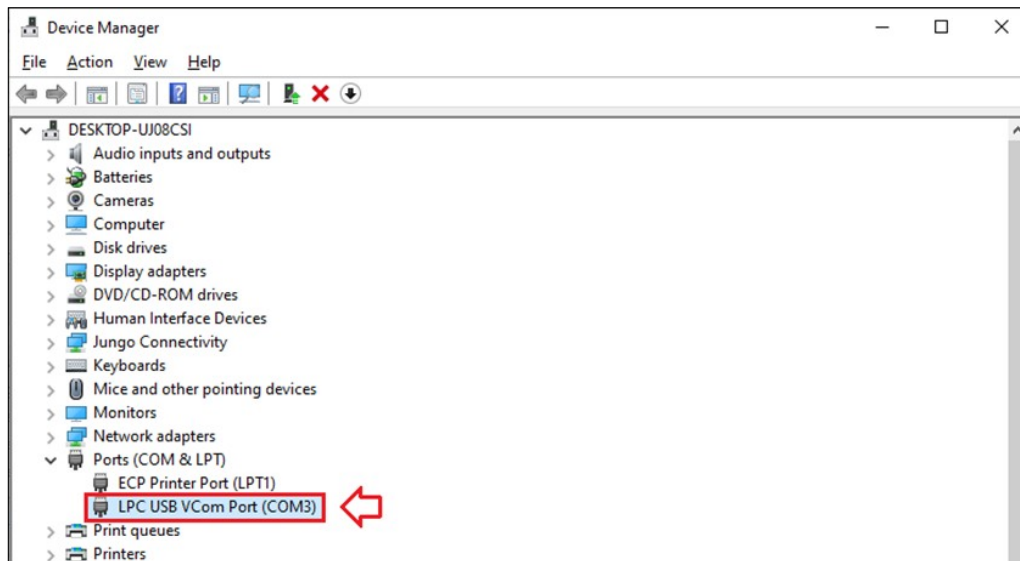 Device Manager
File Action View Help
DESKTOP-UJ08CSI
Audio inputs and outputs
Batteries
Cameras
Computer
Disk drives
Display adapters
DVD/CD-ROM drives
Human Interface Devices
Jungo Connectivity
Keyboards
Mice and other pointing devices
Monitors
Network adapters
Ports (COM & LPT)
ECP Printer Port (LPT1)
LPC USB VCom Port (COM3)
Print queues
Printers